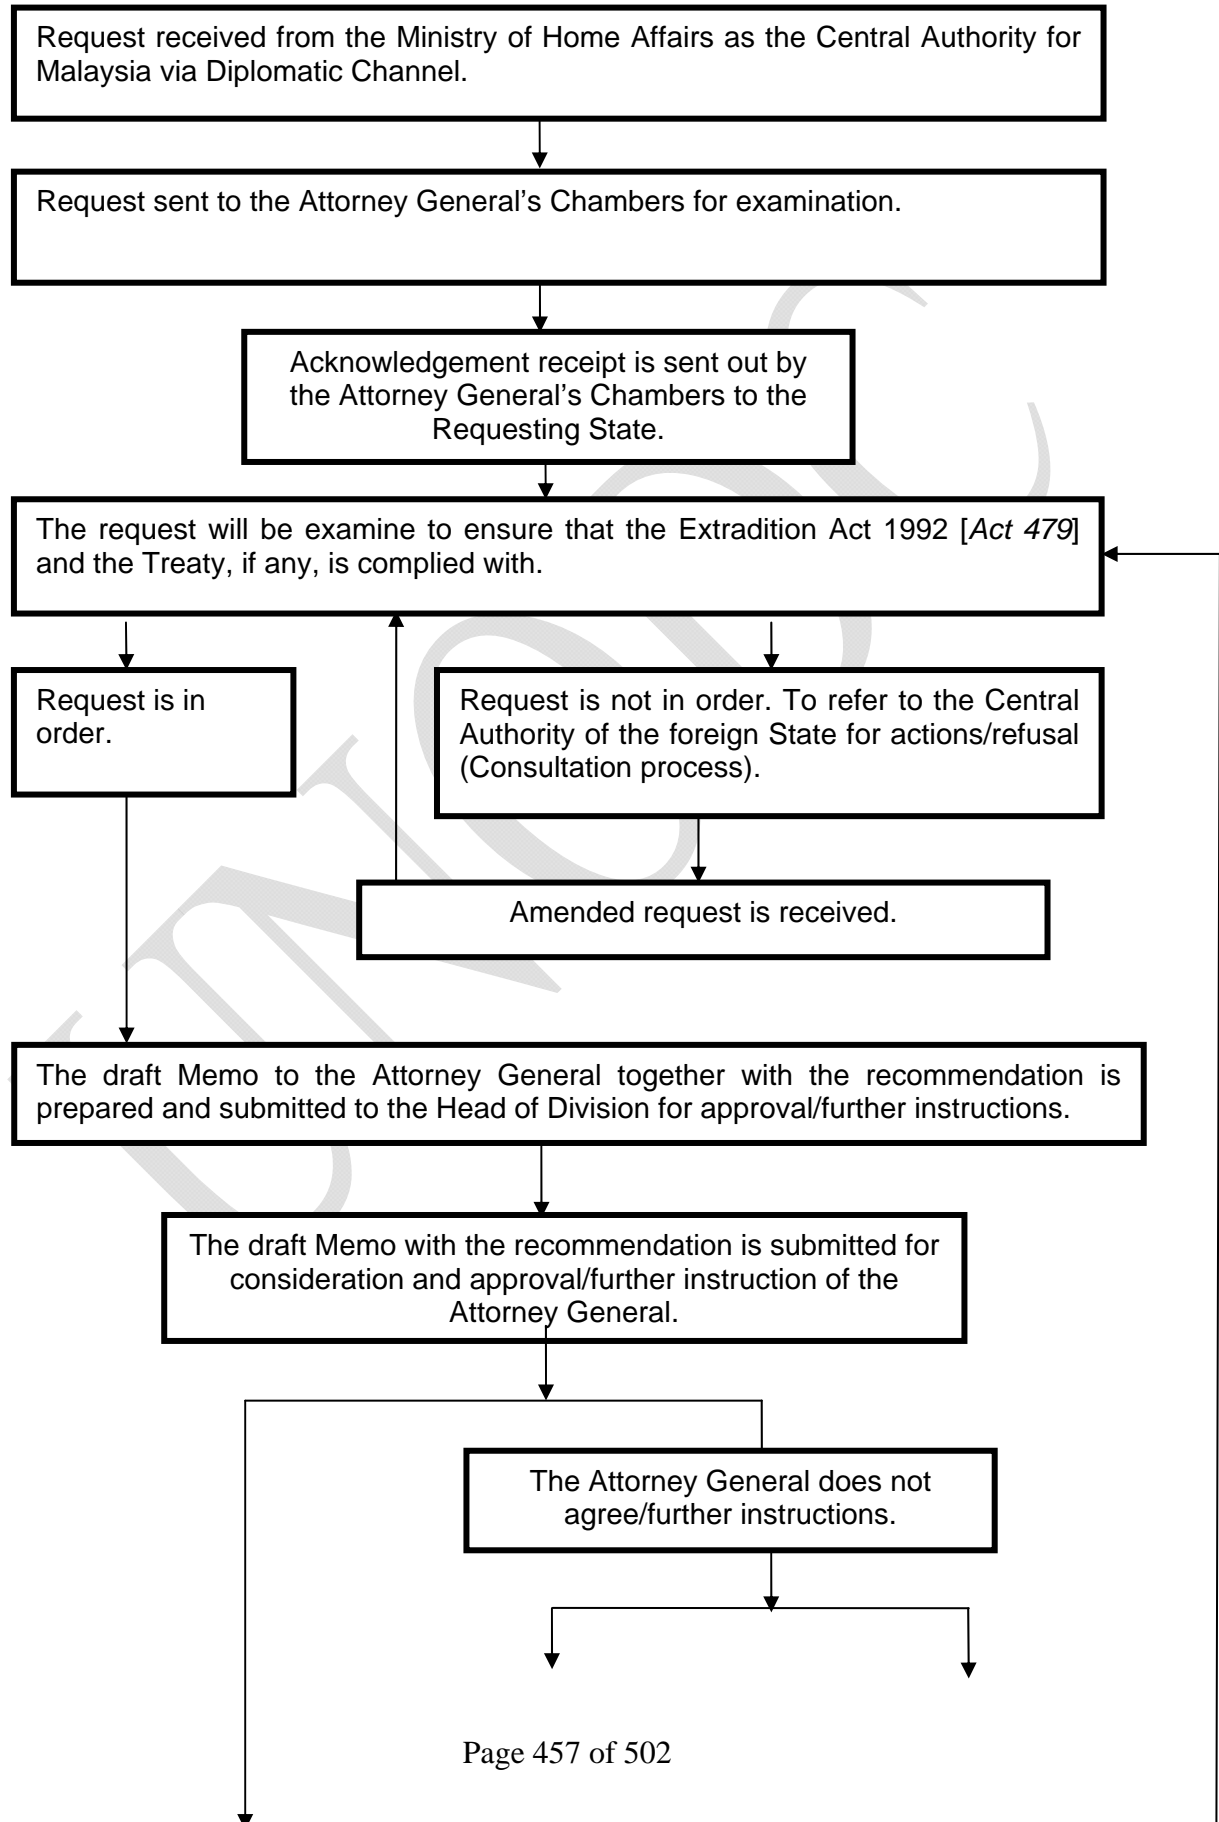 Request received from the Ministry of Home Affairs as the Central Authority for
Malaysia via Diplomatic Channel.
Request sent to the Attorney General's Chambers for examination.
Acknowledgement receipt is sent out by
the Attorney General's Chambers to the
Requesting State.
The request will be examine to ensure that the Extradition Act 1992 [Act 479]
and the Treaty, if any, is complied with.
Request is in
order.
Request is not in order. To refer to the Central
Authority of the foreign State for actions/refusal
(Consultation process).
Amended request is received.
The draft Memo to the Attorney General together with the recommendation is
prepared and submitted to the Head of Division for approval/further instructions.
The draft Memo with the recommendation is submitted for
consideration and approval/further instruction of the
Attorney General.
The Attorney General does not
agree/further instructions.
Page 457 of 502
UNODC